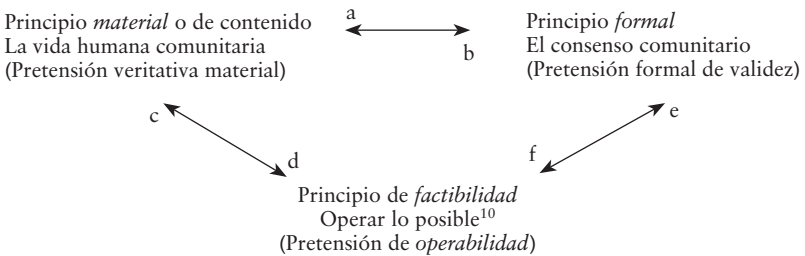 Principio material o de contenido
La vida humana comunitaria
(Pretensión veritativa material)
a
b
Principio formal
El consenso comunitario
(Pretensión formal de validez)
c
d
f
e
Principio de factibilidad
Operar lo posible¹⁰
(Pretensión de operabilidad)